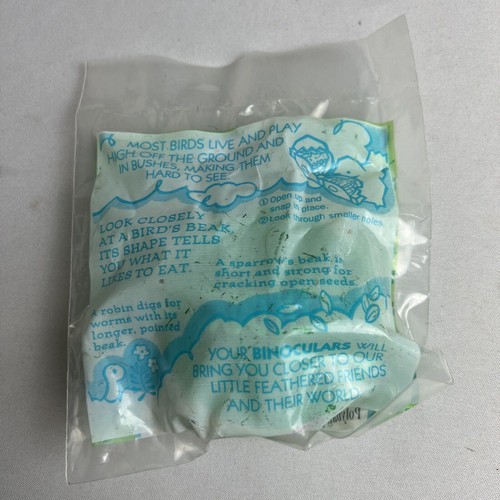 MOST BIRDS LIVE AND PLAY
HIGH OFF THE GROUND AND
IN BUSHES, MAKING THEM
HARD TO SEE.
① Open up and
snap in place.
② Look through smaller holes.
LOOK CLOSELY
AT A BIRD'S BEAK,
ITS SHAPE TELLS
YOU WHAT IT
LIKES TO EAT.
A sparrow's beak is
short and strong for
cracking open seeds.
A robin digs for
worms with its
longer, pointed
beak.
YOUR BINOCULARS WILL
BRING YOU CLOSER TO OUR
LITTLE FEATHERED FRIENDS
AND THEIR WORLD.